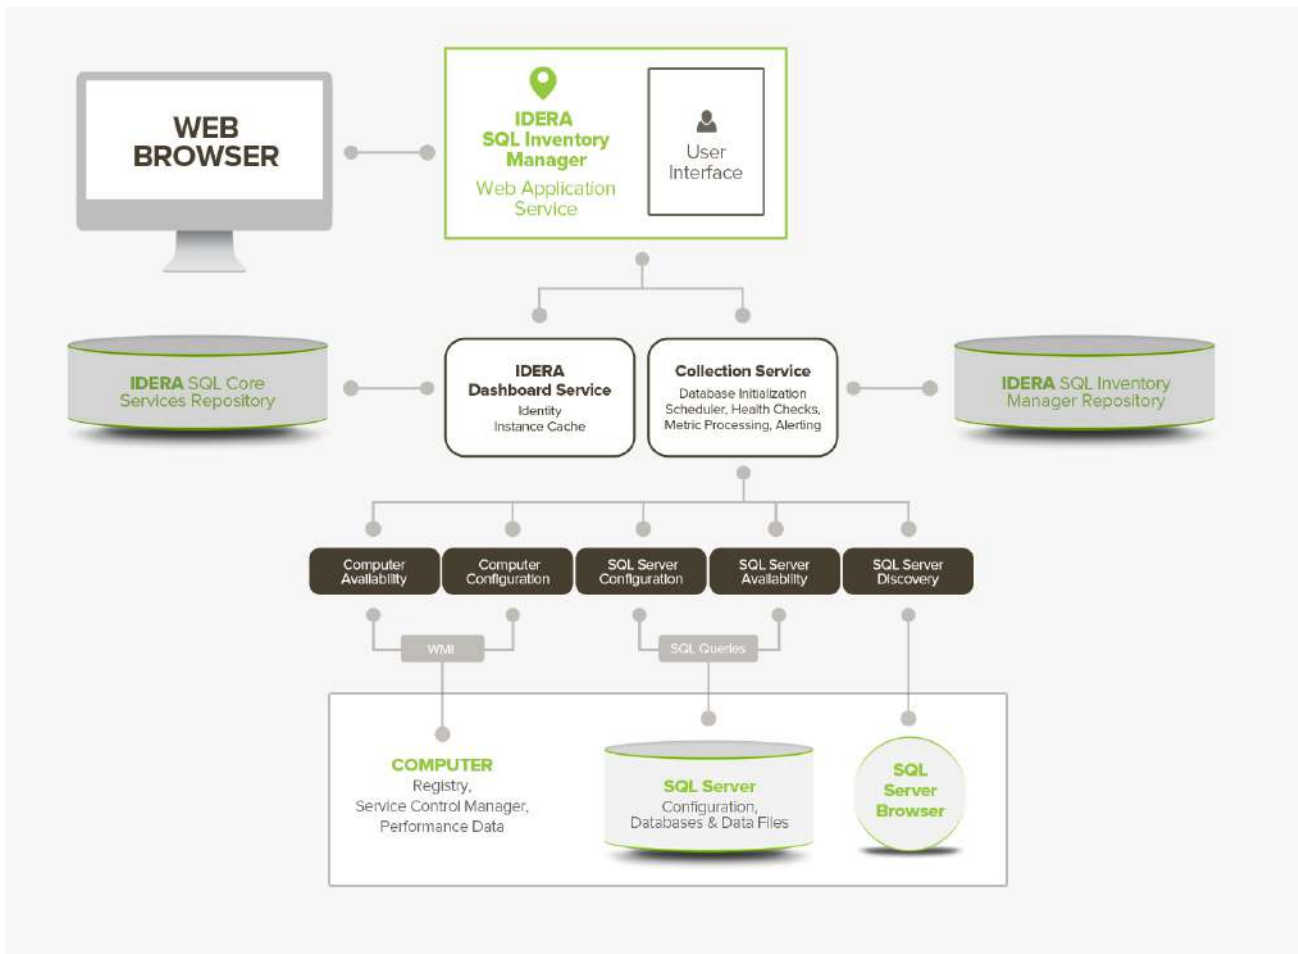 WEB
BROWSER
IDERA
SQL Inventory
Manager
Web Application
Service
User
Interface
IDERA SQL Core
Services Repository
IDERA
Dashboard Service
Identity
Instance Cache
Collection Service
Database Initialization
Scheduler, Health Checks,
Metric Processing, Alerting
IDERA SQL Inventory
Manager Repository
Computer
Availability
Computer
Configuration
SQL Server
Configuration
SQL Server
Availability
SQL Server
Discovery
WMI
SQL Queries
COMPUTER
Registry,
Service Control Manager,
Performance Data
SQL Server
Configuration,
Databases & Data Files
SQL
Server
Browser